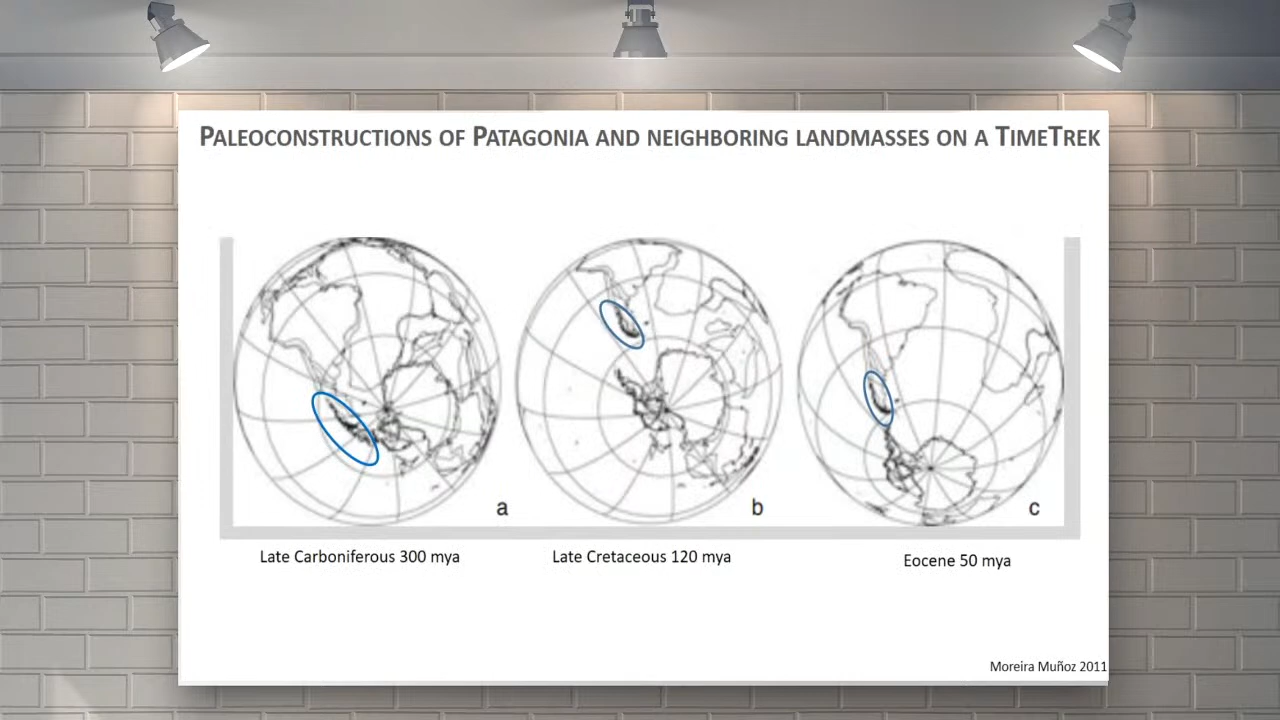 PALEOCONSTRUCTIONS OF PATAGONIA AND NEIGHBORING LANDMASSES ON A TIMETREK
a b c
Late Carboniferous 300 mya Late Cretaceous 120 mya Eocene 50 mya
Moreira Muñoz 2011